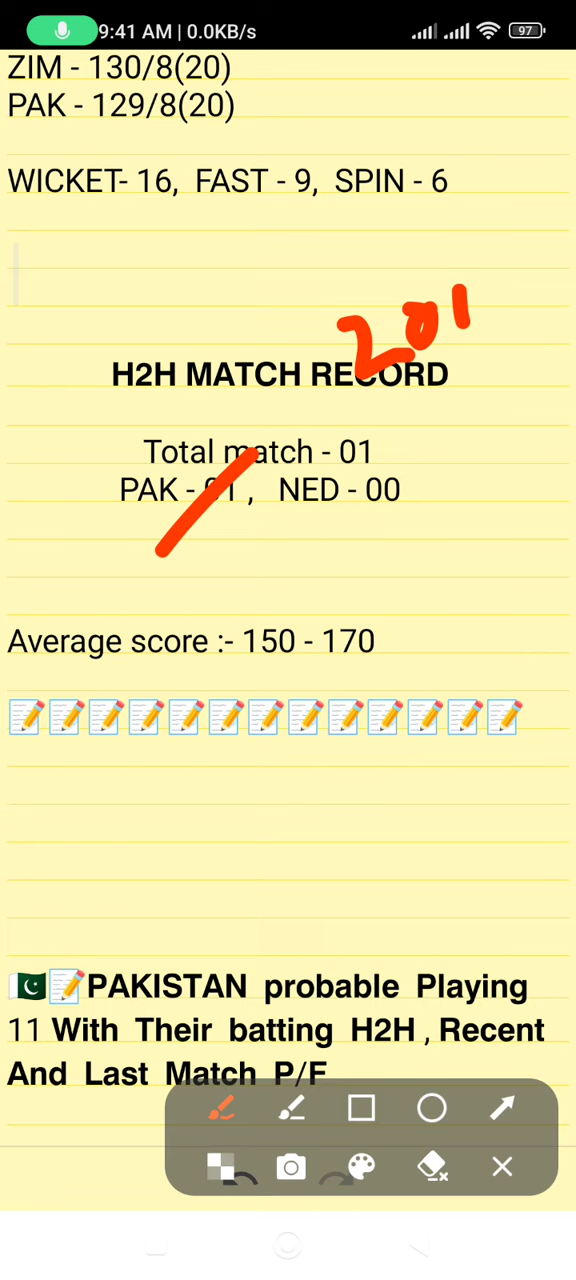 9:41 AM | 0.0KB/s 97
ZIM - 130/8(20)
PAK - 129/8(20)
WICKET- 16, FAST - 9, SPIN - 6
201
H2H MATCH RECORD
Total match - 01
PAK - 01 , NED - 00
Average score :- 150 - 170
🇵🇰📝PAKISTAN probable Playing
11 With Their batting H2H , Recent
And Last Match P/F